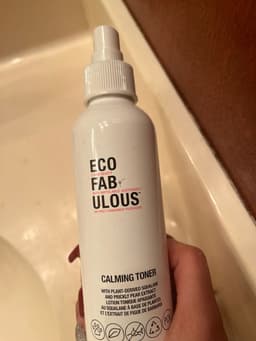 ECO
FAB
ULOUS™
CALMING TONER
WITH PLANT-DERIVED SQUALANE
AND PRICKLY PEAR EXTRACT
LOTION TONIQUE APAISANTE
AU SQUALANE À BASE DE PLANTES
ET L'EXTRAIT DE FIGUE DE BARBARIE